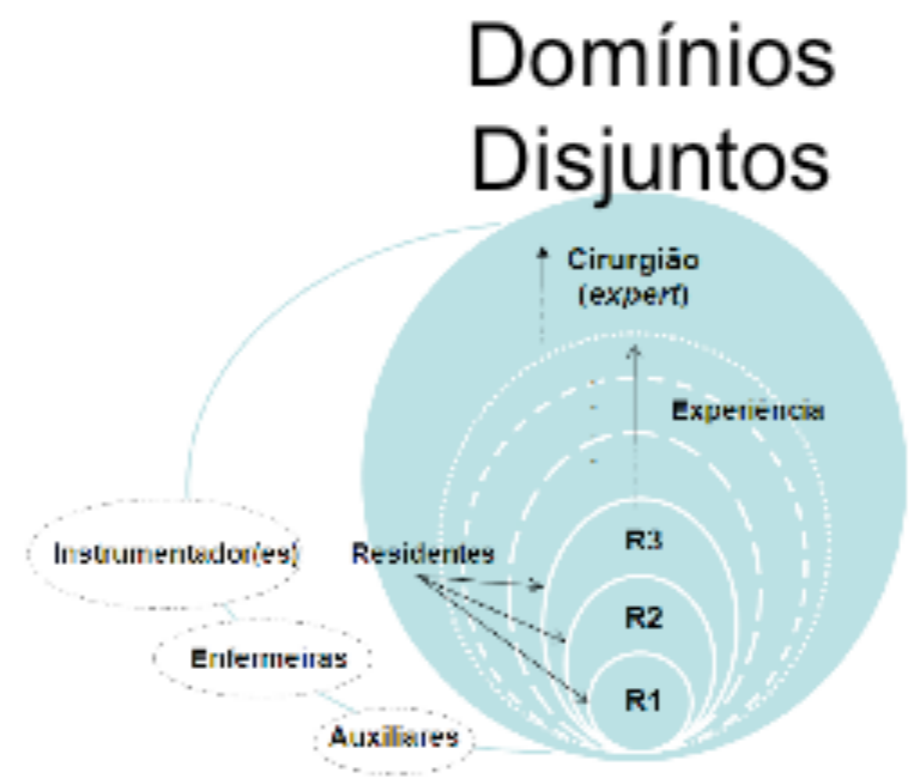 Domínios
Disjuntos
Cirurgião
(expert)
Experiência
Instrumentador(es)
Residentes
R3
R2
Enfermeiras
R1
Auxiliares